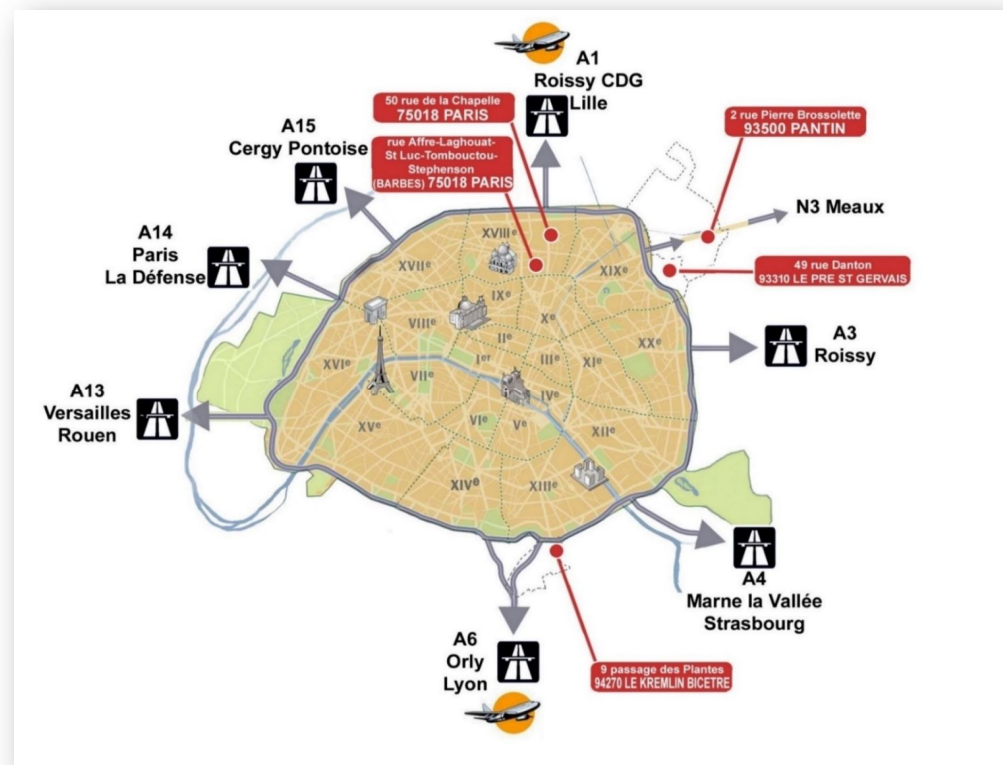 A1
Roissy CDG
Lille
50 rue de la Chapelle
75018 PARIS
2 rue Pierre Brossolette
93500 PANTIN
A15
Cergy Pontoise
rue Affre-Laghouat-
St Luc-Tombouctou-
Stephenson
(BARBES) 75018 PARIS
N3 Meaux
A14
Paris
La Défense
49 rue Danton
93310 LE PRE ST GERVAIS
XVIIIe
XVIIe
XIXe
IXe
Xe
VIIIe
IIe
A3
Roissy
XVIe
Ier
IIIe
XIe
XXe
VIIe
IVe
A13
Versailles
Rouen
XVe
VIe
Ve
XIIe
XIVe
XIIIe
A4
Marne la Vallée
Strasbourg
A6
Orly
Lyon
9 passage des Plantes
94270 LE KREMLIN BICETRE